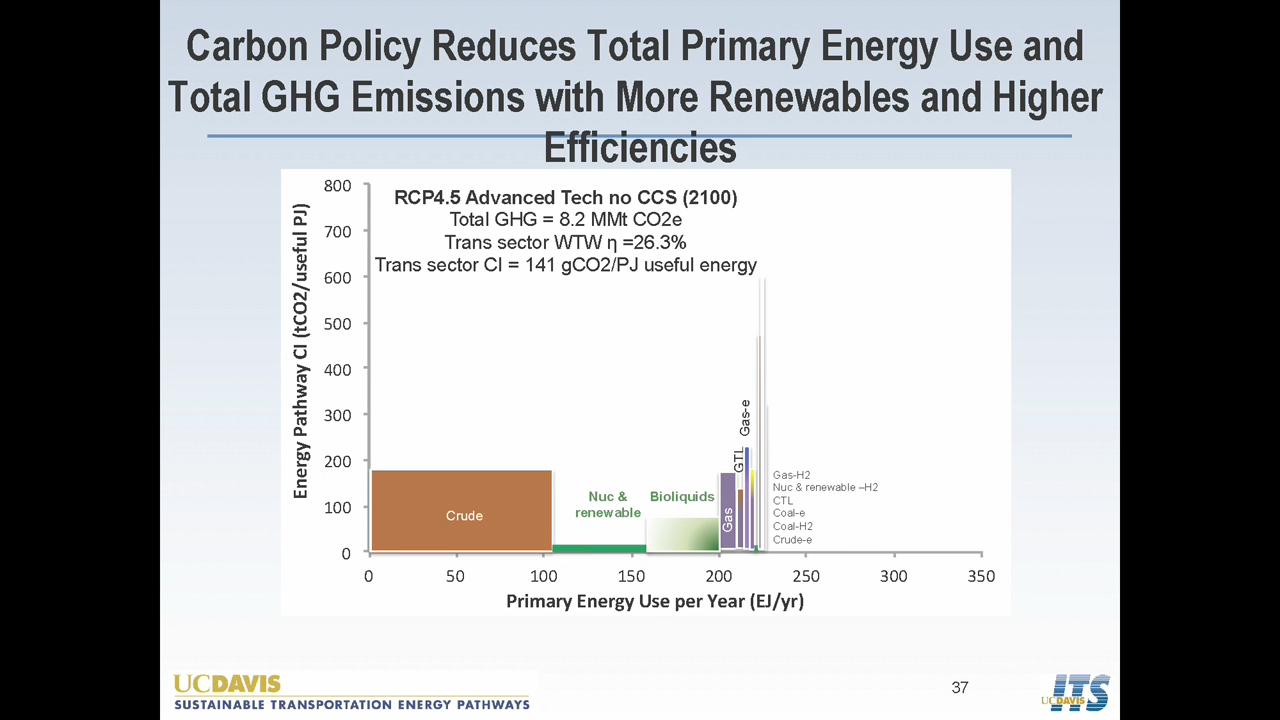 Carbon Policy Reduces Total Primary Energy Use and
Total GHG Emissions with More Renewables and Higher
Efficiencies
RCP4.5 Advanced Tech no CCS (2100)
Total GHG = 8.2 MMt CO2e
Trans sector WTW η =26.3%
Trans sector CI = 141 gCO2/PJ useful energy
Energy Pathway CI (tCO2/useful PJ)
800
700
600
500
400
300
200
100
0
Crude
Nuc &
renewable
Bioliquids
Gas
GTL
Gas-e
Gas-H2
Nuc & renewable –H2
CTL
Coal-e
Coal-H2
Crude-e
0 50 100 150 200 250 300 350
Primary Energy Use per Year (EJ/yr)
UCDAVIS
SUSTAINABLE TRANSPORTATION ENERGY PATHWAYS
37
UCDAVIS ITS